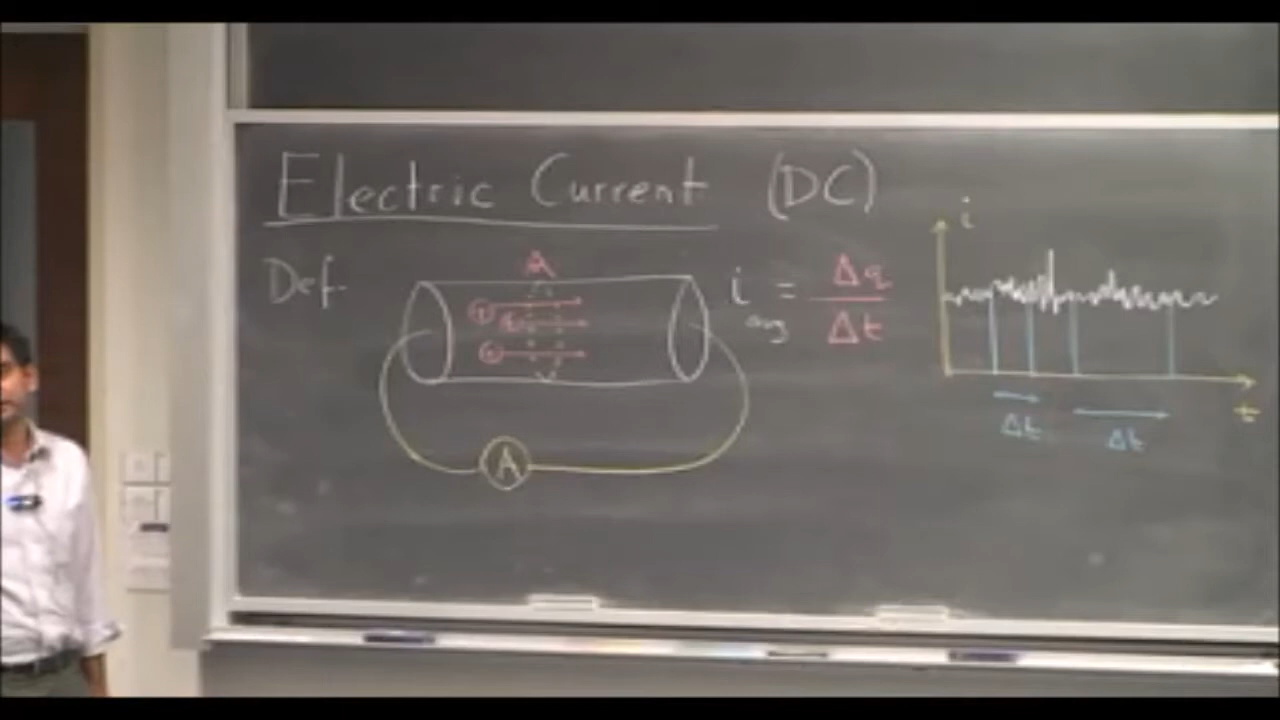 Electric Current (DC)
Def.
A
i avg = Δq / Δt
A
i
t
Δt
Δt